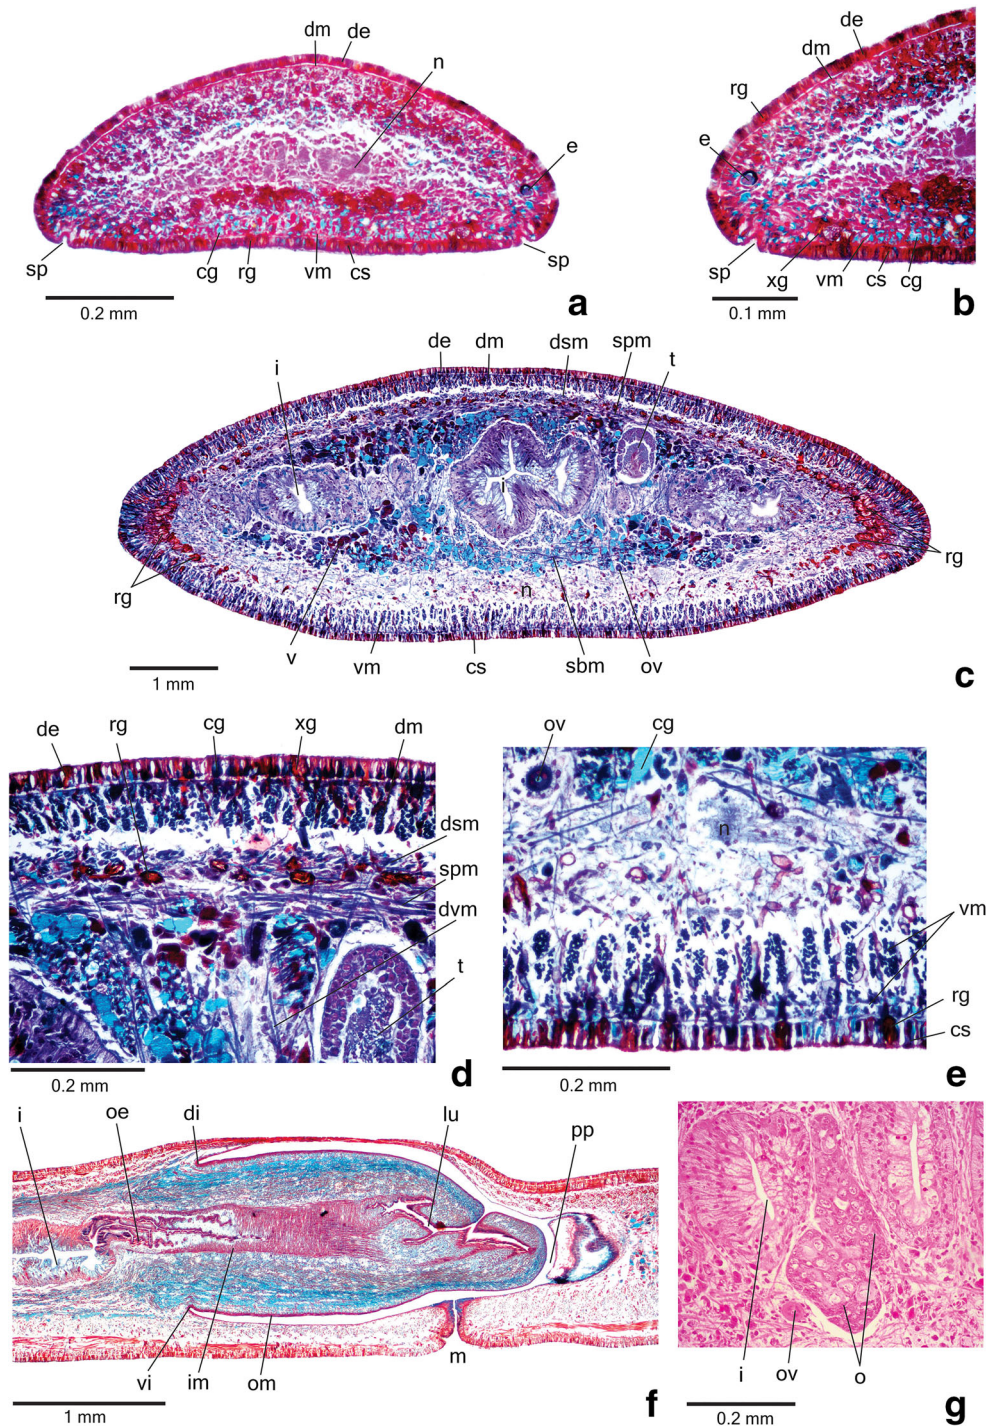 dm de
n
e
sp cg rg vm cs sp
0.2 mm
a
de
dm
rg
e
sp xg vm cs cg
0.1 mm
b
de dm dsm spm
i t
i
rg n rg
v vm cs sbm ov
1 mm
c
de rg cg xg dm
dsm
spm
dvm
t
0.2 mm
d
ov cg
n
vm
rg
cs
0.2 mm
e
i oe di lu pp
vi im om m
1 mm
f
i ov o
0.2 mm
g